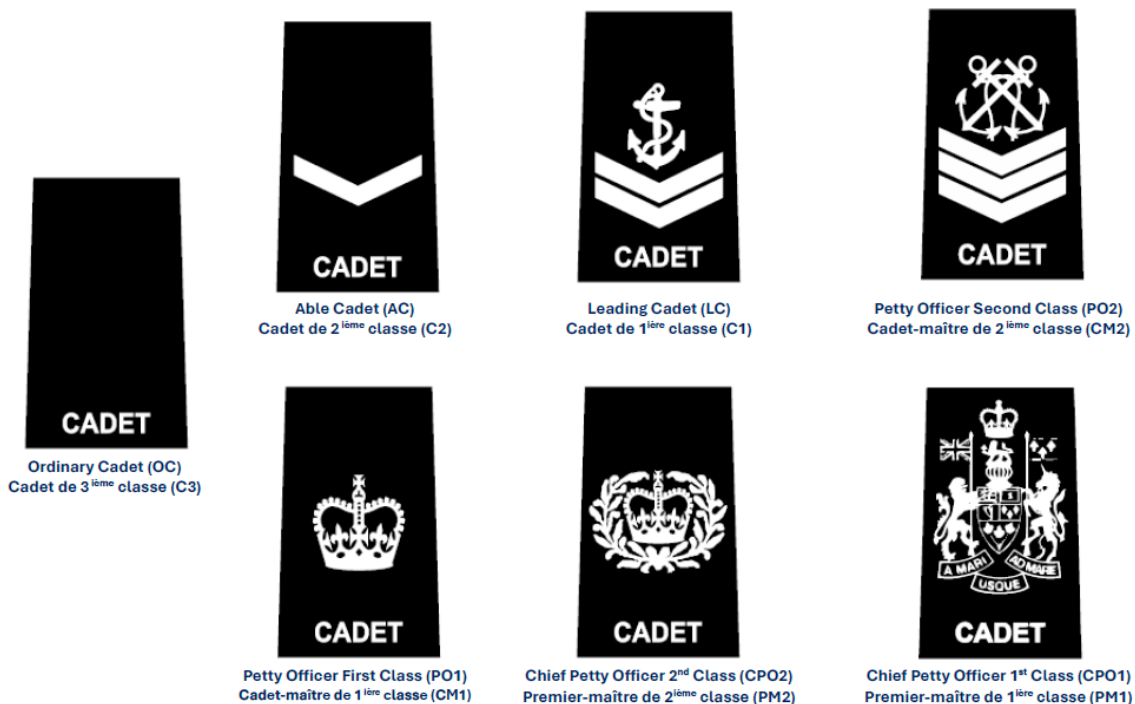 CADET
Ordinary Cadet (OC)
Cadet de 3ième classe (C3)
CADET
Able Cadet (AC)
Cadet de 2ième classe (C2)
CADET
Leading Cadet (LC)
Cadet de 1ière classe (C1)
CADET
Petty Officer Second Class (PO2)
Cadet-maître de 2ième classe (CM2)
CADET
Petty Officer First Class (PO1)
Cadet-maître de 1ière classe (CM1)
CADET
Chief Petty Officer 2nd Class (CPO2)
Premier-maître de 2ième classe (PM2)
A MARI USQUE AD MARE
CADET
Chief Petty Officer 1st Class (CPO1)
Premier-maître de 1ière classe (PM1)